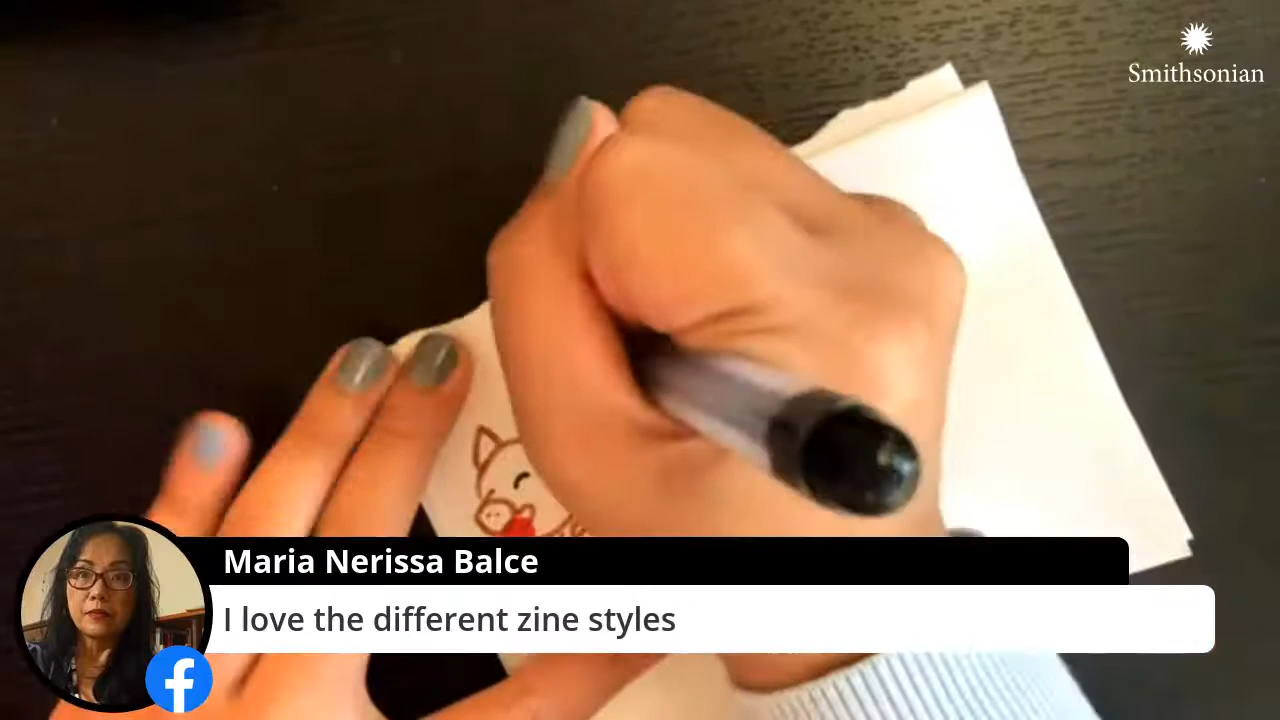 Smithsonian
Maria Nerissa Balce
I love the different zine styles